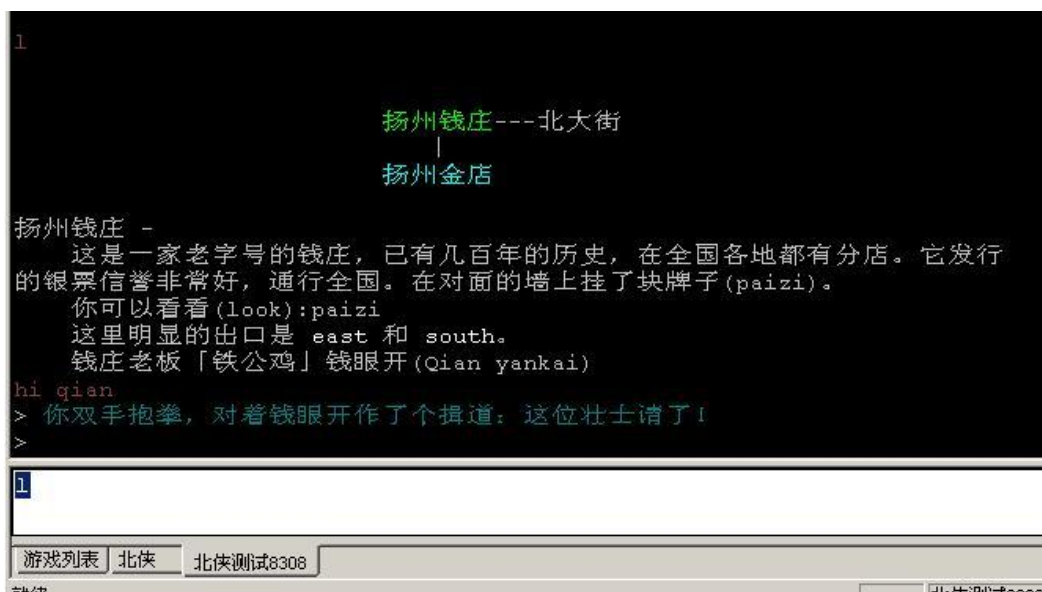 l
扬州钱庄---北大街
|
扬州金店
扬州钱庄 -
这是一家老字号的钱庄，已有几百年的历史，在全国各地都有分店。它发行
的银票信誉非常好，通行全国。在对面的墙上挂了块牌子(paizi)。
你可以看看(look):paizi
这里明显的出口是 east 和 south。
钱庄老板「铁公鸡」钱眼开(Qian yankai)
hi qian
> 你双手抱拳，对着钱眼开作了个揖道：这位壮士请了！
>
l
游戏列表 北侠 北侠测试8308